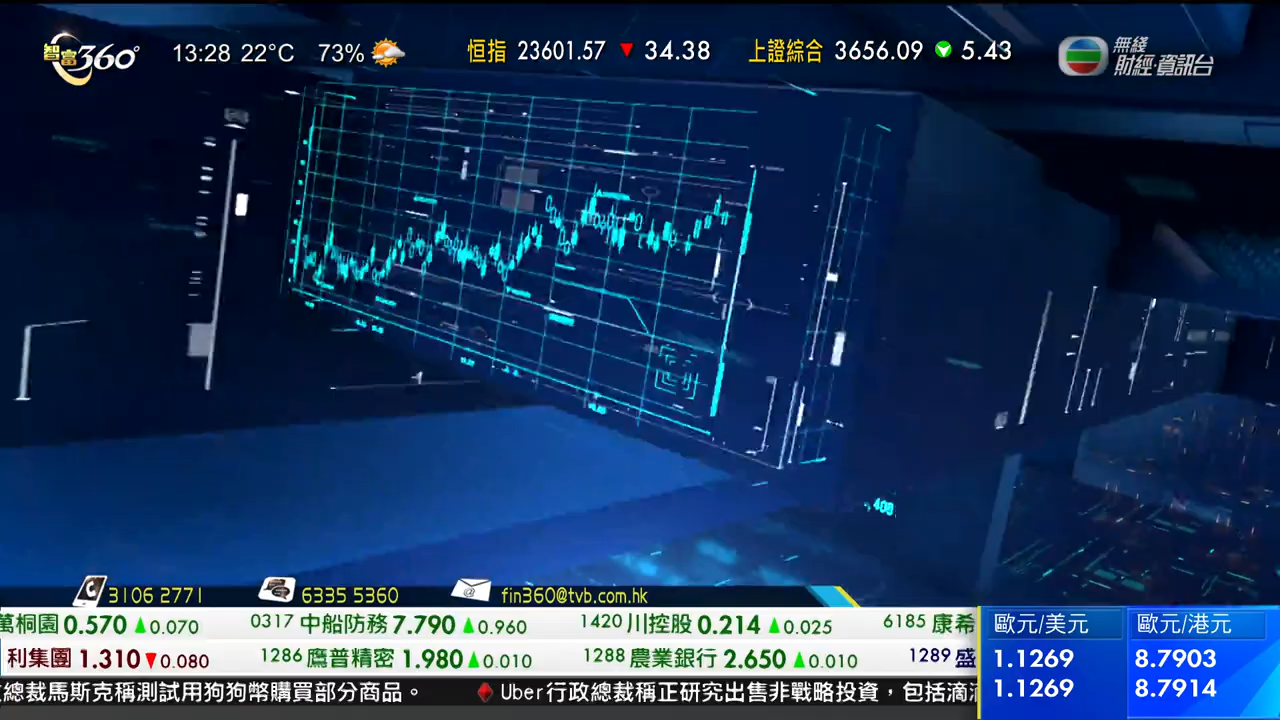 智富360°
13:28 22°C 73%
恒指 23601.57 ▼ 34.38
上證綜合 3656.09 5.43
無綫
財經·資訊台
408
3106 2771
6335 5360
fin360@tvb.com.hk
萬桐園 0.570 ▲0.070 0317 中船防務 7.790 ▲0.960 1420 川控股 0.214 ▲0.025 6185 康希
利集團 1.310 ▼0.080 1286 鷹普精密 1.980 ▲0.010 1288 農業銀行 2.650 ▲0.010 1289 盛
總裁馬斯克稱測試用狗狗幣購買部分商品。 Uber行政總裁稱正研究出售非戰略投資，包括滴
歐元/美元 歐元/港元
1.1269 8.7903
1.1269 8.7914